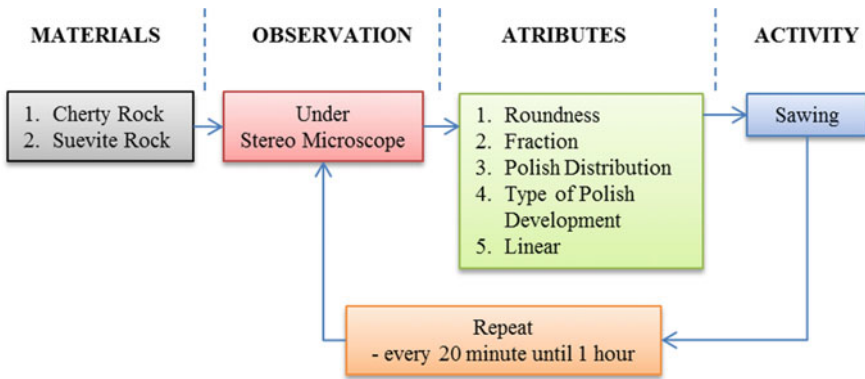 MATERIALS
OBSERVATION
ATRIBUTES
ACTIVITY
1. Cherty Rock
2. Suevite Rock
Under
Stereo Microscope
1. Roundness
2. Fraction
3. Polish Distribution
4. Type of Polish
Development
5. Linear
Sawing
Repeat
- every 20 minute until 1 hour